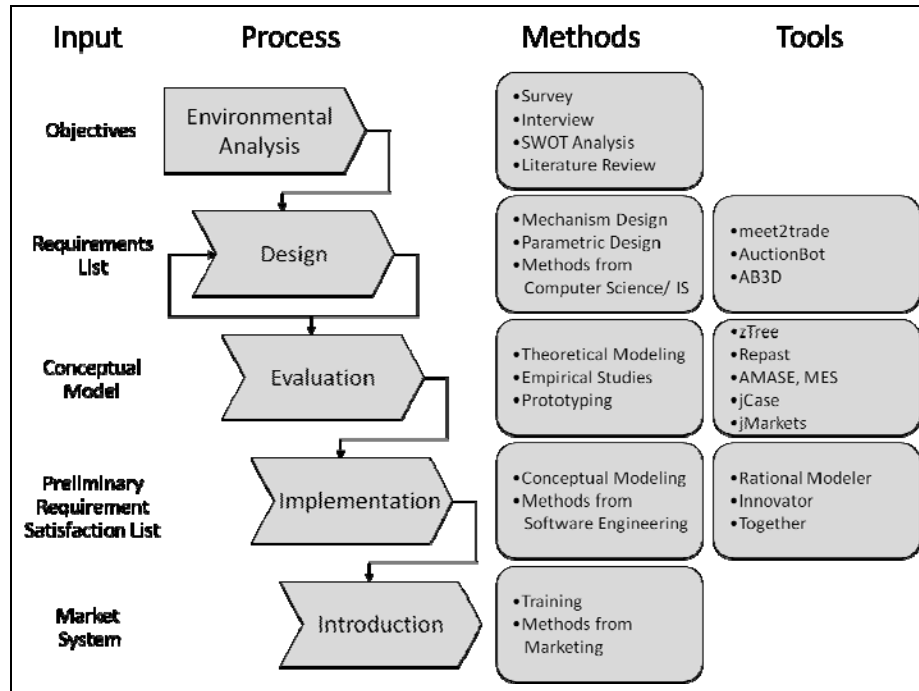 Input Process Methods Tools
Objectives
Environmental
Analysis
•Survey
•Interview
•SWOT Analysis
•Literature Review
Requirements
List
Design
•Mechanism Design
•Parametric Design
•Methods from
Computer Science/ IS
•meet2trade
•AuctionBot
•AB3D
Conceptual
Model
Evaluation
•Theoretical Modeling
•Empirical Studies
•Prototyping
•zTree
•Repast
•AMASE, MES
•jCase
•jMarkets
Preliminary
Requirement
Satisfaction List
Implementation
•Conceptual Modeling
•Methods from
Software Engineering
•Rational Modeler
•Innovator
•Together
Market
System
Introduction
•Training
•Methods from
Marketing